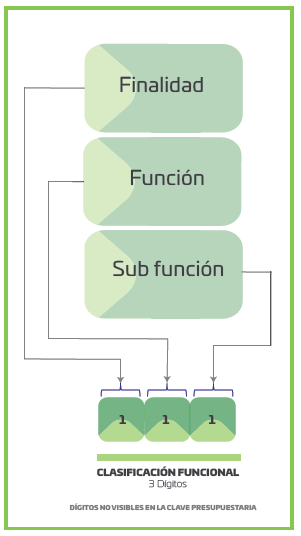 Finalidad
Función
Sub función
1 1 1
CLASIFICACIÓN FUNCIONAL
3 Dígitos
DÍGITOS NO VISIBLES EN LA CLAVE PRESUPUESTARIA